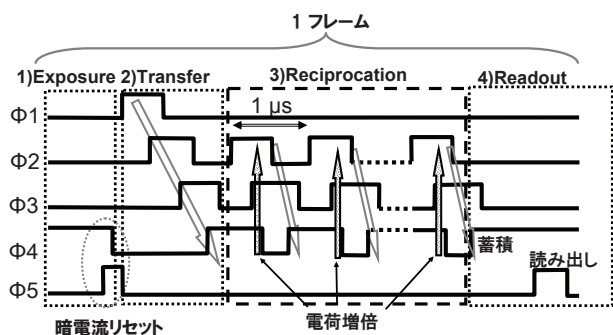 1 フレーム
1)Exposure 2)Transfer 3)Reciprocation 4)Readout
1 μs
Φ1
Φ2
Φ3
Φ4
Φ5
蓄積
読み出し
暗電流リセット
電荷増倍